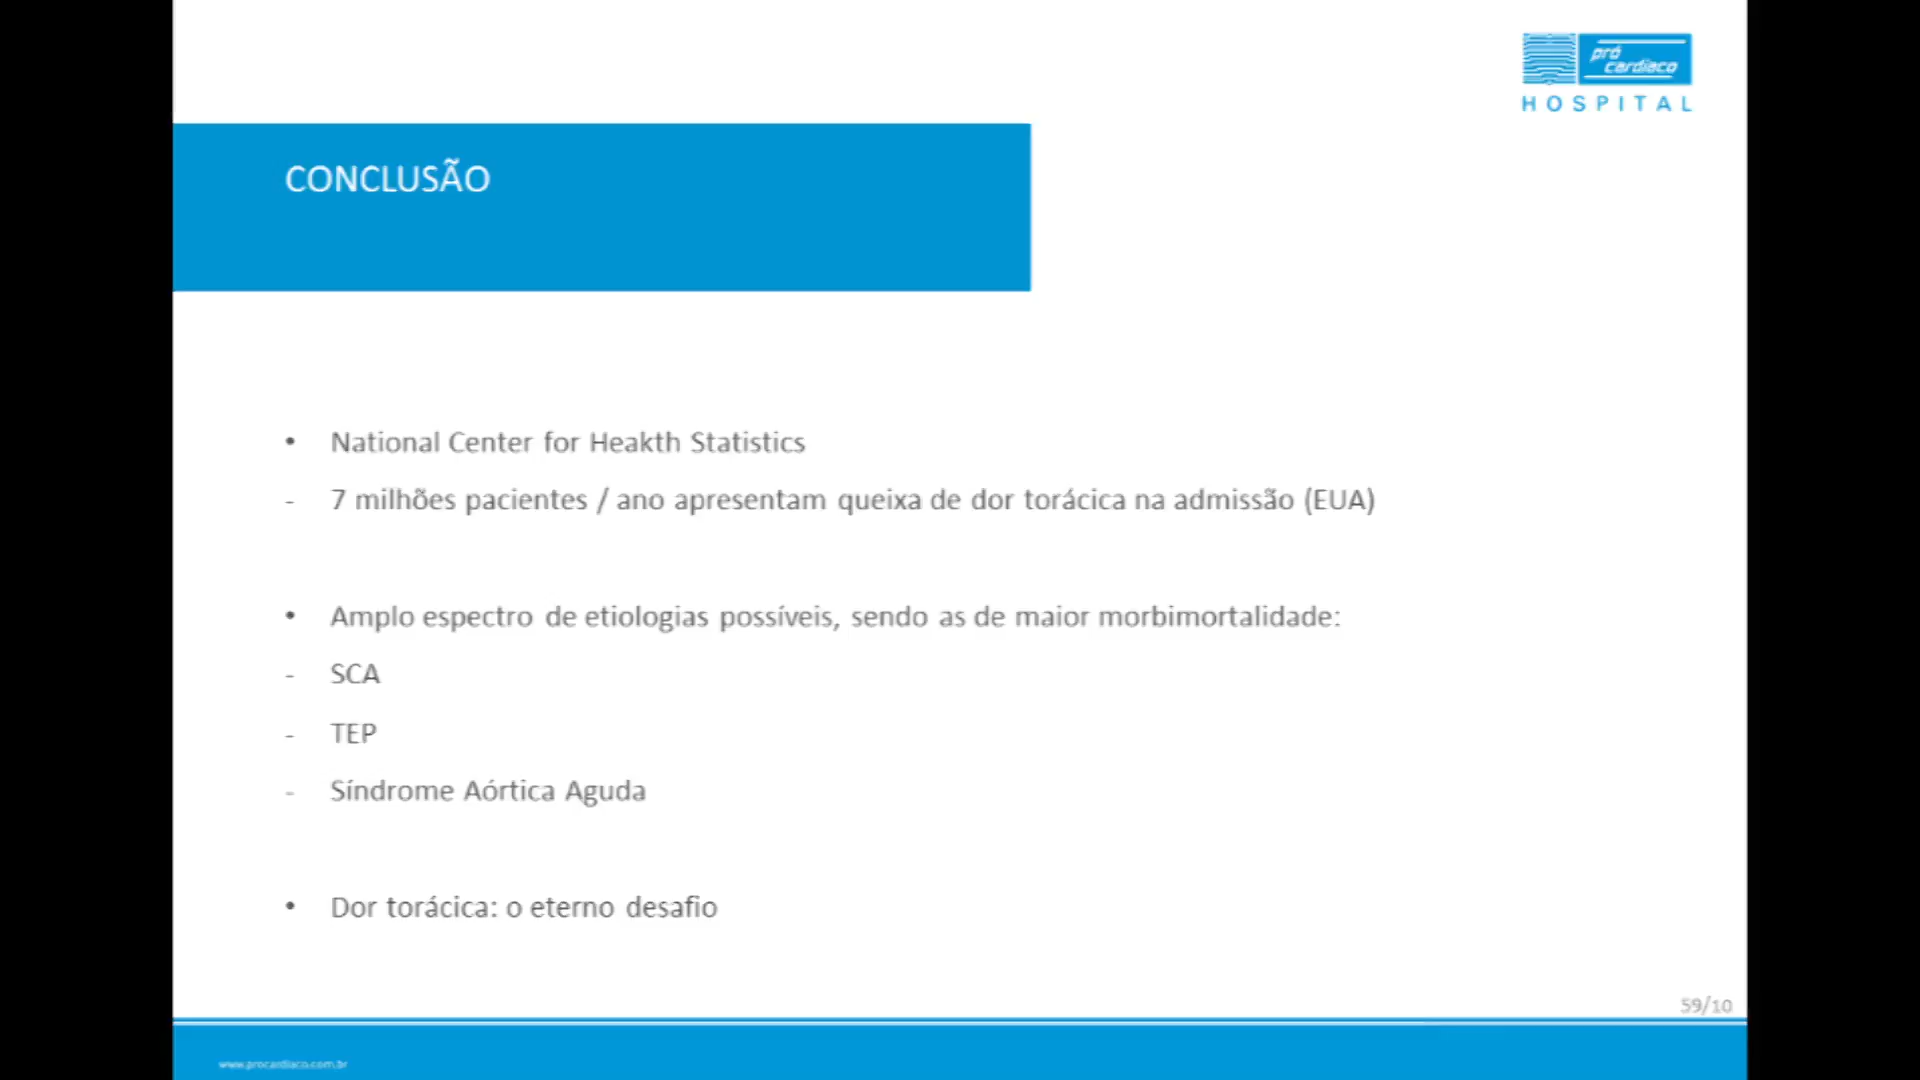 pró
cardíaco
HOSPITAL
CONCLUSÃO
• National Center for Heakth Statistics
- 7 milhões pacientes / ano apresentam queixa de dor torácica na admissão (EUA)
• Amplo espectro de etiologias possíveis, sendo as de maior morbimortalidade:
- SCA
- TEP
- Síndrome Aórtica Aguda
• Dor torácica: o eterno desafio
59/10
www.procardiaco.com.br